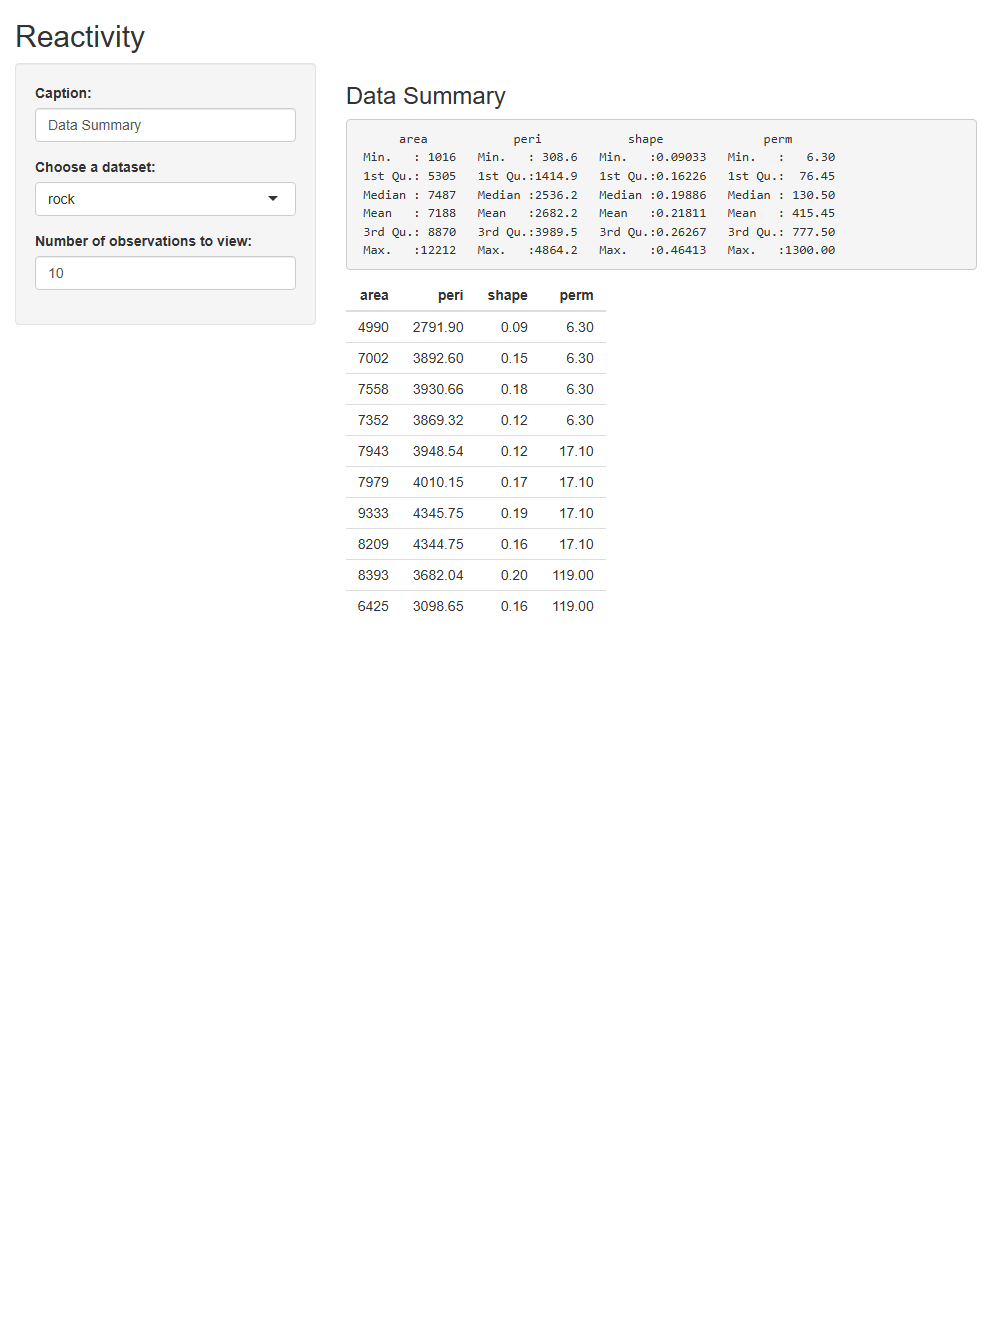 Reactivity
Caption:
Data Summary
Choose a dataset:
rock
Number of observations to view:
10
Data Summary
area peri shape perm
Min. : 1016 Min. : 308.6 Min. :0.09033 Min. : 6.30
1st Qu.: 5305 1st Qu.:1414.9 1st Qu.:0.16226 1st Qu.: 76.45
Median : 7487 Median :2536.2 Median :0.19886 Median : 130.50
Mean : 7188 Mean :2682.2 Mean :0.21811 Mean : 415.45
3rd Qu.: 8870 3rd Qu.:3989.5 3rd Qu.:0.26267 3rd Qu.: 777.50
Max. :12212 Max. :4864.2 Max. :0.46413 Max. :1300.00
area peri shape perm
4990 2791.90 0.09 6.30
7002 3892.60 0.15 6.30
7558 3930.66 0.18 6.30
7352 3869.32 0.12 6.30
7943 3948.54 0.12 17.10
7979 4010.15 0.17 17.10
9333 4345.75 0.19 17.10
8209 4344.75 0.16 17.10
8393 3682.04 0.20 119.00
6425 3098.65 0.16 119.00